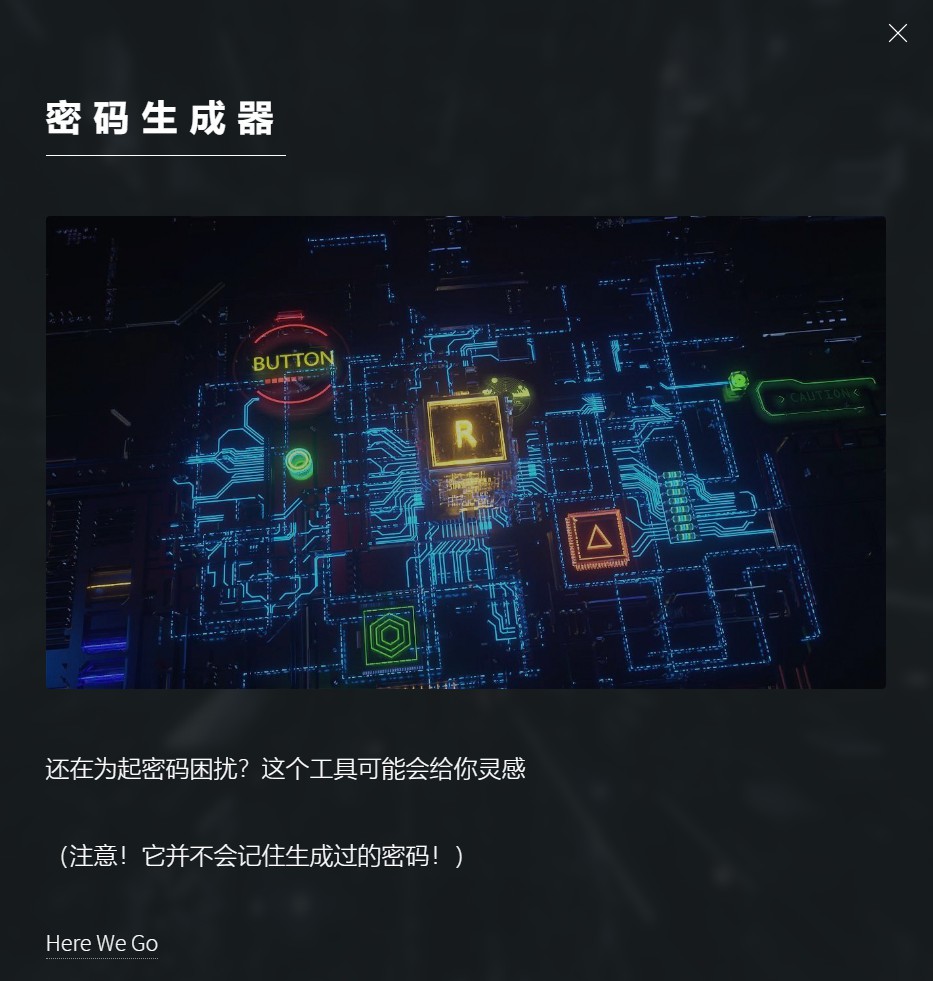 密码生成器
BUTTON
R
CAUTION
还在为起密码困扰？这个工具可能会给你灵感
（注意！它并不会记住生成过的密码！）
Here We Go